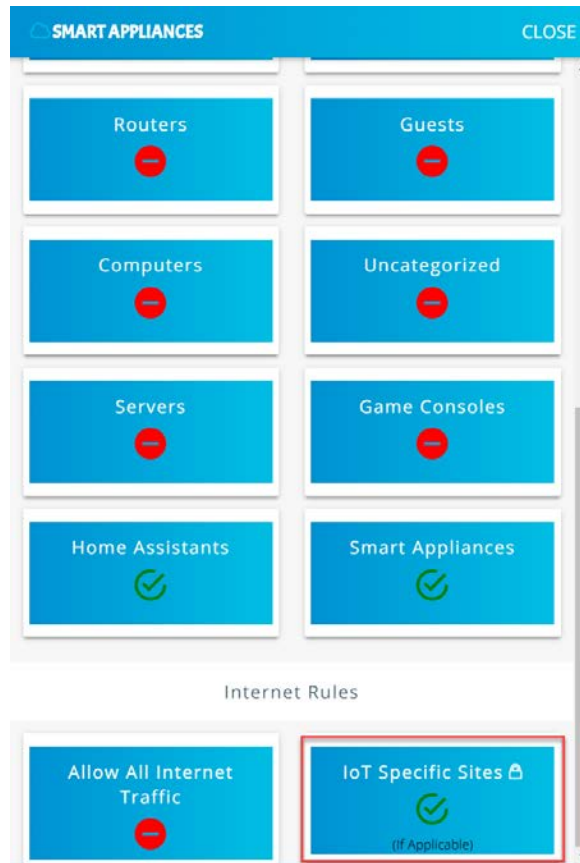 SMART APPLIANCES CLOSE
Routers Guests
Computers Uncategorized
Servers Game Consoles
Home Assistants Smart Appliances
Internet Rules
Allow All Internet IoT Specific Sites
Traffic
(If Applicable)